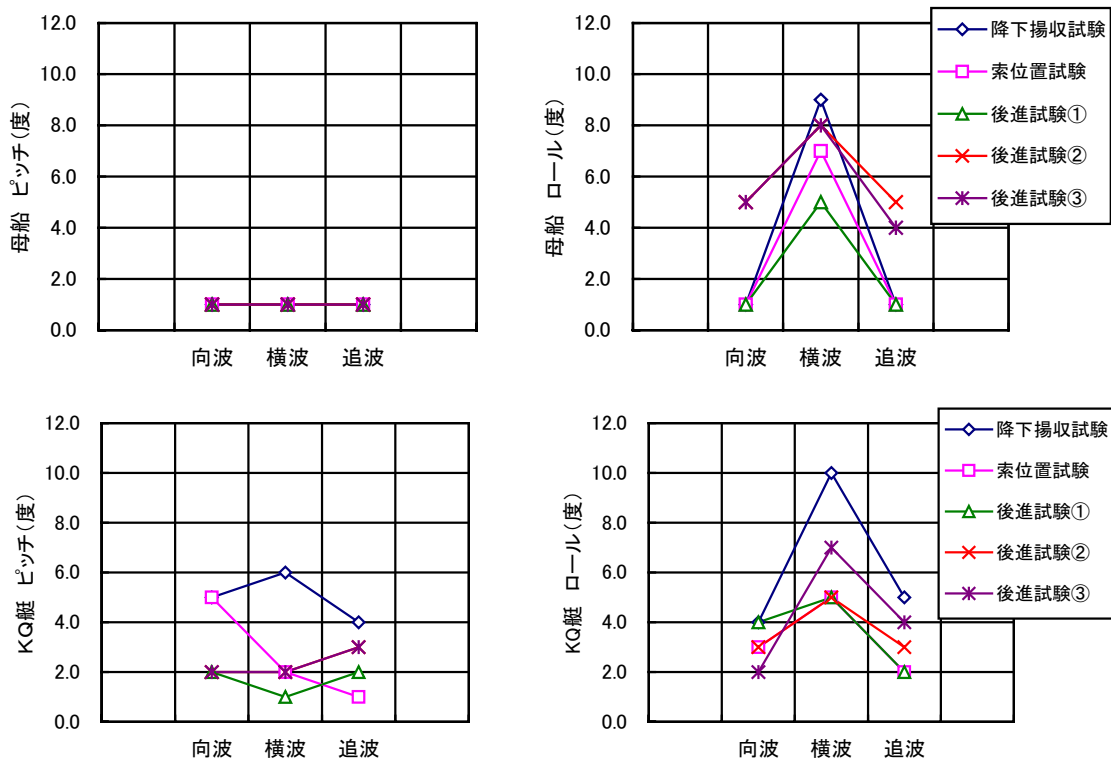 母船 ピッチ(度)
12.0
10.0
8.0
6.0
4.0
2.0
0.0
向波 横波 追波
母船 ロール(度)
12.0
10.0
8.0
6.0
4.0
2.0
0.0
向波 横波 追波
降下揚収試験
索位置試験
後進試験①
後進試験②
後進試験③
KQ艇 ピッチ(度)
12.0
10.0
8.0
6.0
4.0
2.0
0.0
向波 横波 追波
KQ艇 ロール(度)
12.0
10.0
8.0
6.0
4.0
2.0
0.0
向波 横波 追波
降下揚収試験
索位置試験
後進試験①
後進試験②
後進試験③